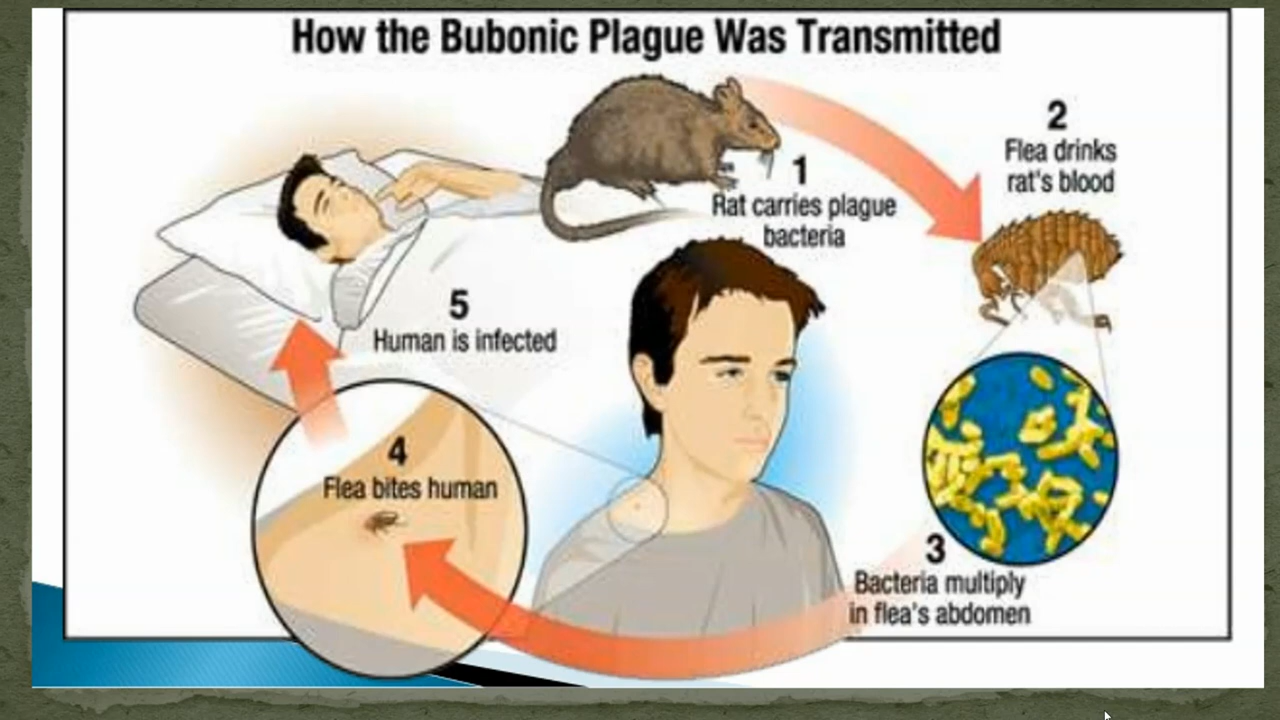 How the Bubonic Plague Was Transmitted
1
Rat carries plague
bacteria
2
Flea drinks
rat's blood
3
Bacteria multiply
in flea's abdomen
4
Flea bites human
5
Human is infected